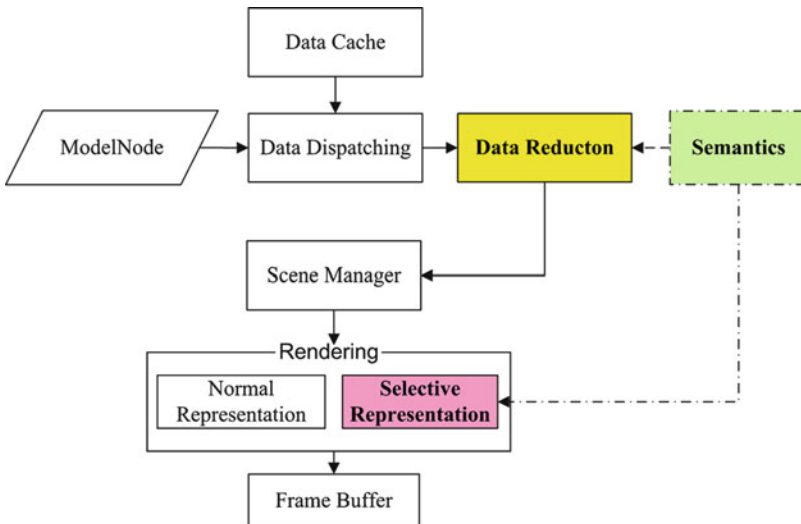 Data Cache
ModelNode
Data Dispatching
Data Reducton
Semantics
Scene Manager
Rendering
Normal
Representation
Selective
Representation
Frame Buffer